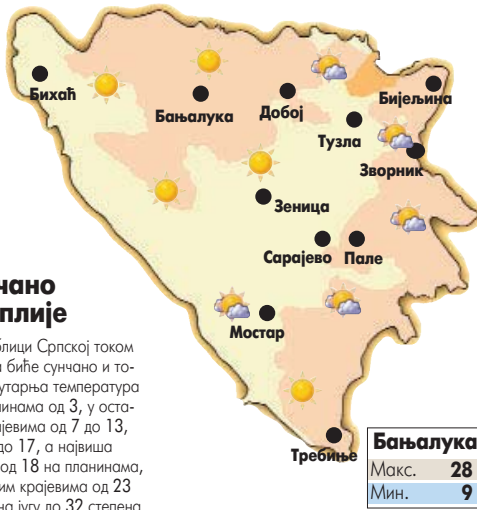 Бихаћ
Бањалука
Добој
Бијељина
Тузла
Зворник
Зеница
Сарајево
Пале
Мостар
Требиње
чано
плије
блици Српској током
а биће сунчано и то-
утарња температура
инама од 3, у оста-
јевима од 7 до 13,
до 17, а највиша
од 18 на планинама,
им крајевима од 23
на југу до 32 степена
Бањалука
Макс. 28
Мин. 9